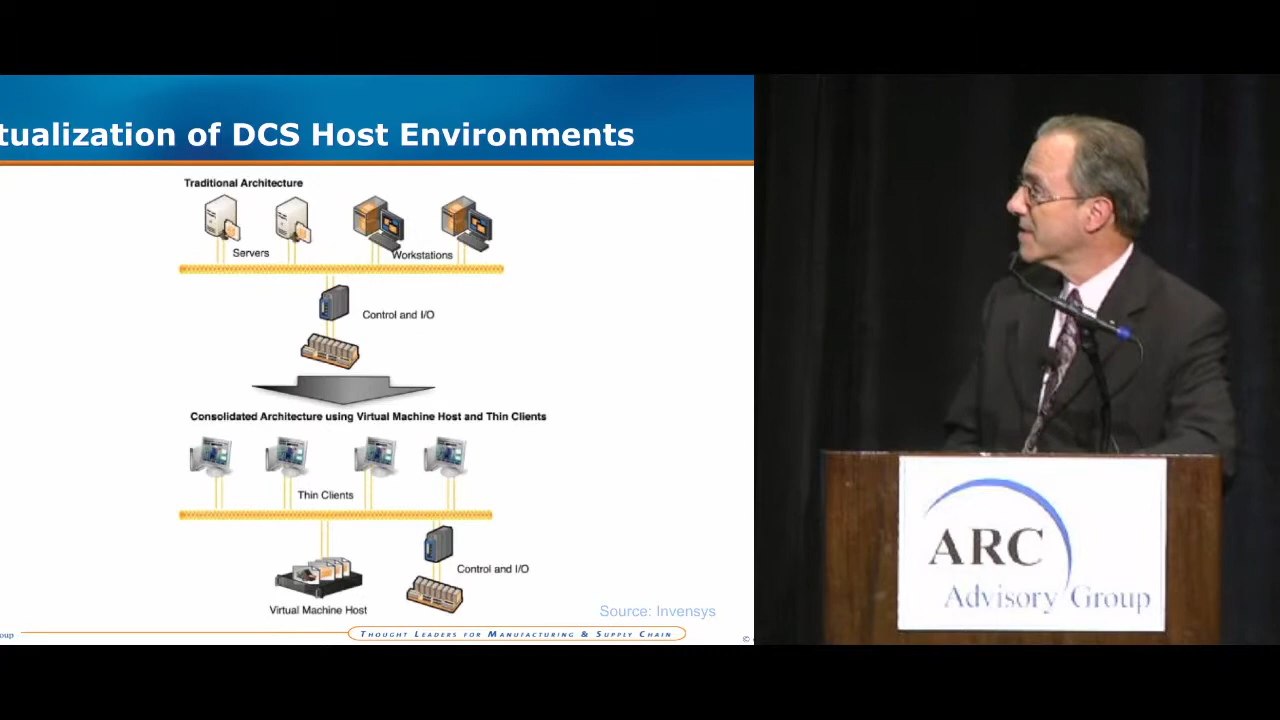 tualization of DCS Host Environments
Traditional Architecture
Servers
Workstations
Control and I/O
Consolidated Architecture using Virtual Machine Host and Thin Clients
Thin Clients
Control and I/O
Virtual Machine Host
Source: Invensys
oup
THOUGHT LEADERS FOR MANUFACTURING & SUPPLY CHAIN
©
ARC
Advisory Group